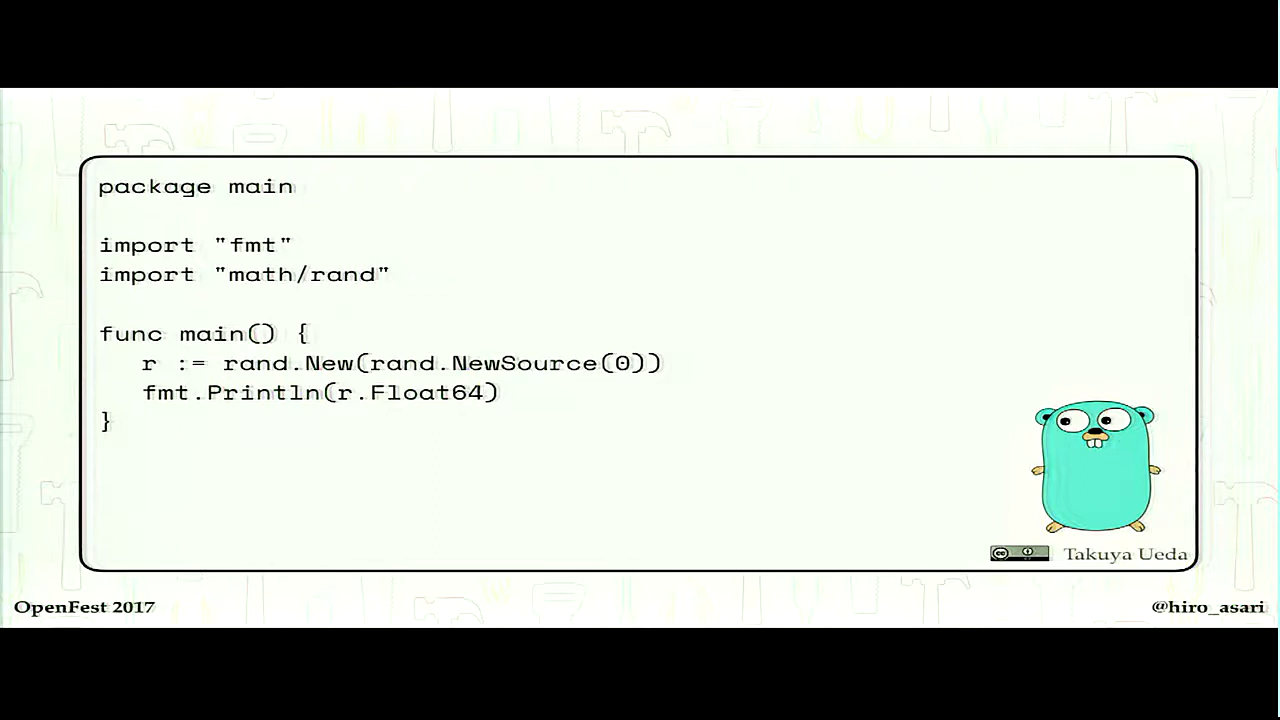 package main
import "fmt"
import "math/rand"
func main() {
r := rand.New(rand.NewSource(0))
fmt.Println(r.Float64)
}
Takuya Ueda
OpenFest 2017
@hiro_asari